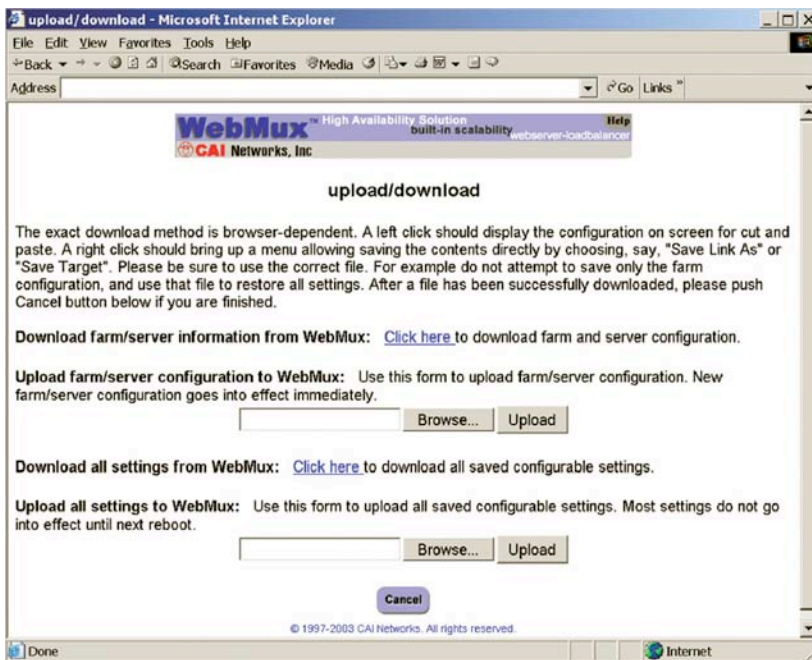 upload/download - Microsoft Internet Explorer
File Edit View Favorites Tools Help
Back Search Favorites Media
Address Go Links »
WebMux™ High Availability Solution Help
built-in scalability
webserver-loadbalancer
CAI Networks, Inc
upload/download
The exact download method is browser-dependent. A left click should display the configuration on screen for cut and
paste. A right click should bring up a menu allowing saving the contents directly by choosing, say, "Save Link As" or
"Save Target". Please be sure to use the correct file. For example do not attempt to save only the farm
configuration, and use that file to restore all settings. After a file has been successfully downloaded, please push
Cancel button below if you are finished.
Download farm/server information from WebMux: Click here to download farm and server configuration.
Upload farm/server configuration to WebMux: Use this form to upload farm/server configuration. New
farm/server configuration goes into effect immediately.
Browse... Upload
Download all settings from WebMux: Click here to download all saved configurable settings.
Upload all settings to WebMux: Use this form to upload all saved configurable settings. Most settings do not go
into effect until next reboot.
Browse... Upload
Cancel
© 1997-2003 CAI Networks. All rights reserved.
Done Internet